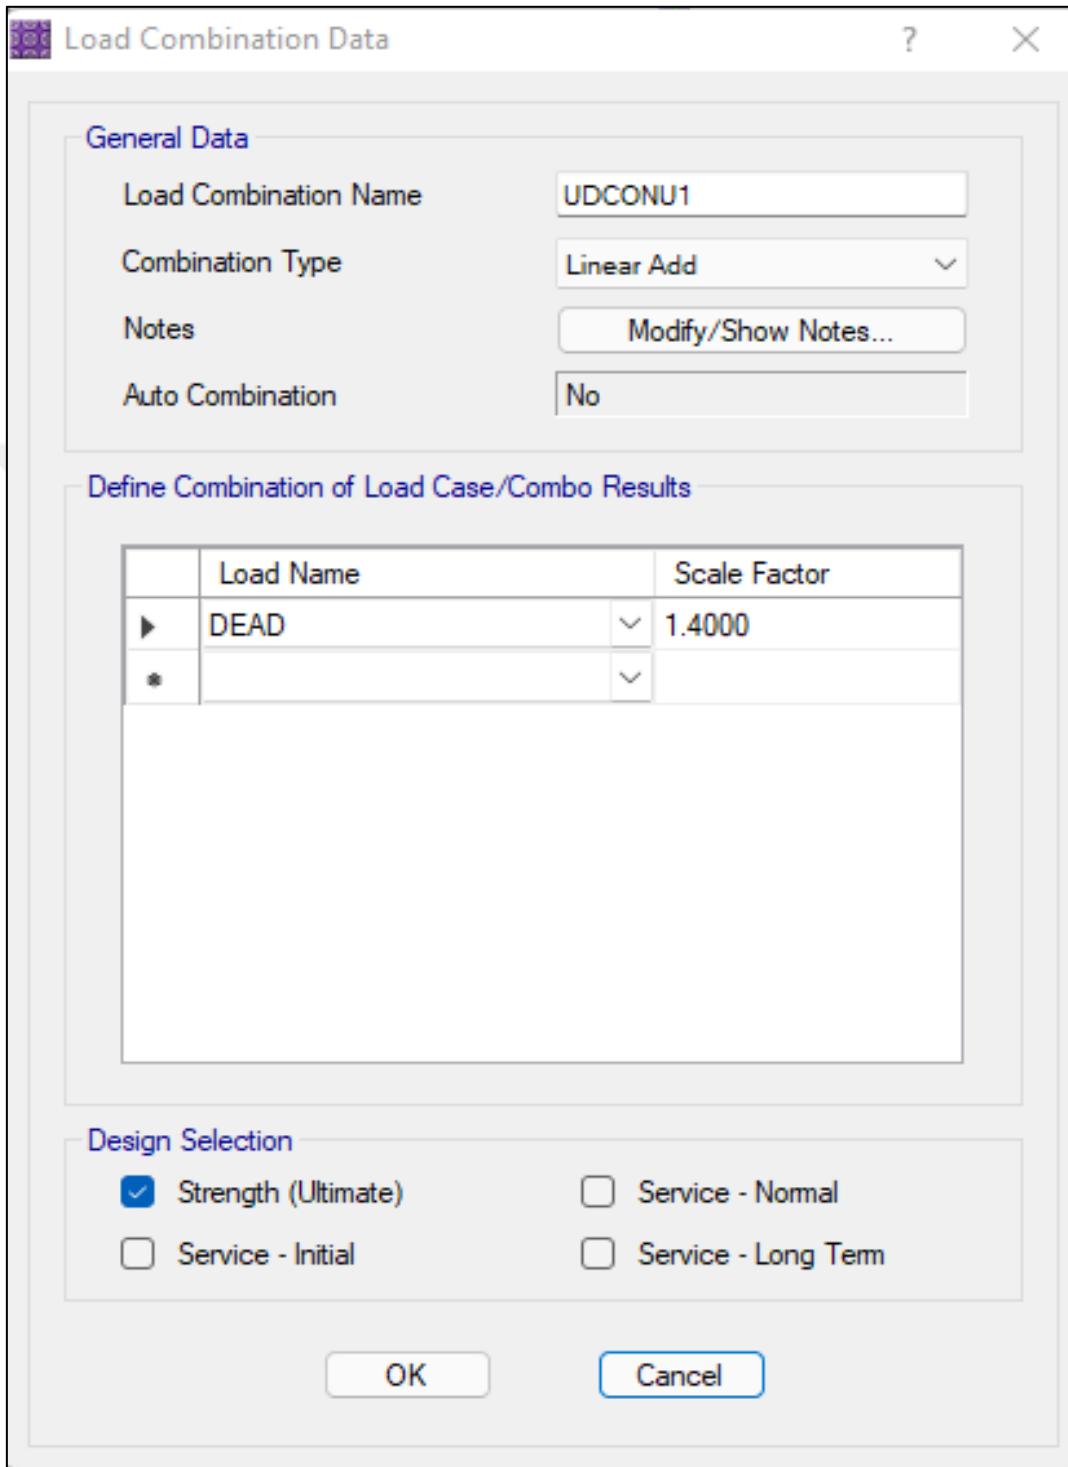 Load Combination Data ?
General Data
Load Combination Name UDCONU1
Combination Type Linear Add
Notes Modify/Show Notes...
Auto Combination No
Define Combination of Load Case/Combo Results
Load Name Scale Factor
DEAD 1.4000
Design Selection
Strength (Ultimate) Service - Normal
Service - Initial Service - Long Term
OK Cancel